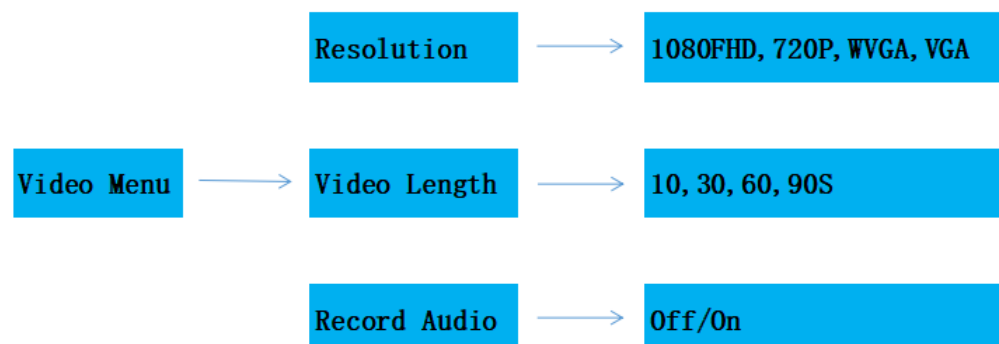 Resolution
1080FHD,720P,WVGA,VGA
Video Menu
Video Length
10,30,60,90S
Record Audio
Off/On